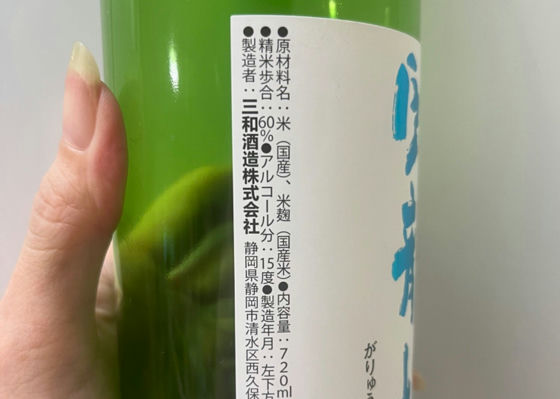 ●原材料名：米（国産）、米麹（国産米）●内容量：720ml
●精米歩合：60%●アルコール分：15度●製造年月：左下方
●製造者：三和酒造株式会社 静岡県静岡市清水区西久保
臥龍
がりゅう